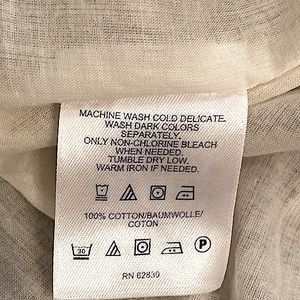 MACHINE WASH COLD DELICATE.
WASH DARK COLORS
SEPARATELY.
ONLY NON-CHLORINE BLEACH
WHEN NEEDED.
TUMBLE DRY LOW.
WARM IRON IF NEEDED.
100% COTTON/BAUMWOLLE/
COTON
30
P
RN 62830